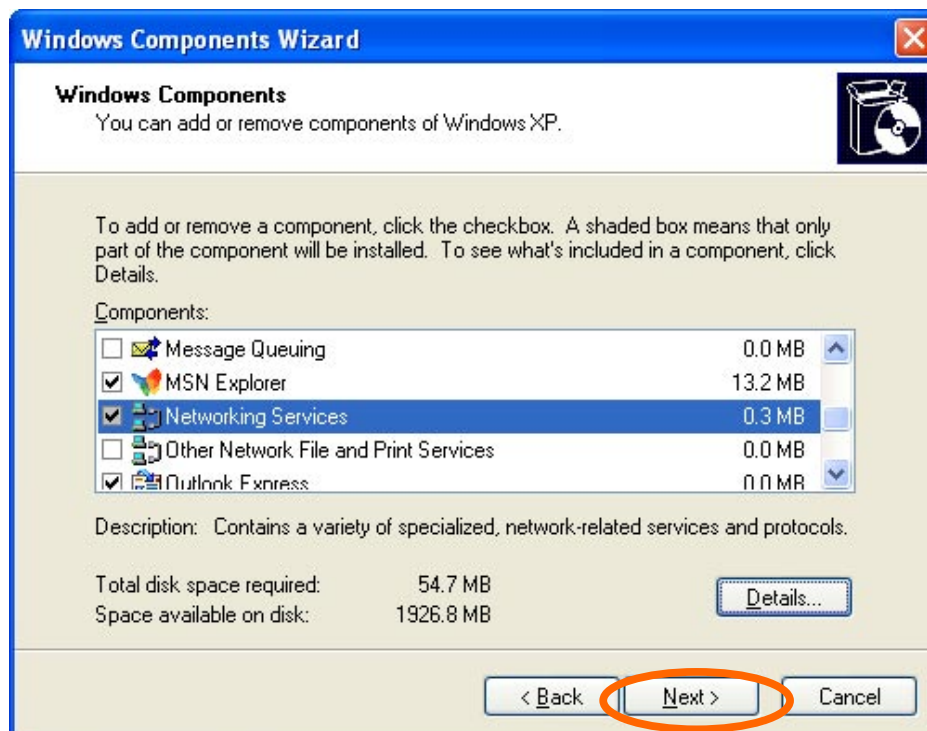 Windows Components Wizard
Windows Components
You can add or remove components of Windows XP.
To add or remove a component, click the checkbox. A shaded box means that only
part of the component will be installed. To see what's included in a component, click
Details.
Components:
Message Queuing 0.0 MB
MSN Explorer 13.2 MB
Networking Services 0.3 MB
Other Network File and Print Services 0.0 MB
Outlook Express 0.0 MB
Description: Contains a variety of specialized, network-related services and protocols.
Total disk space required: 54.7 MB
Space available on disk: 1926.8 MB
Details...
< Back Next > Cancel